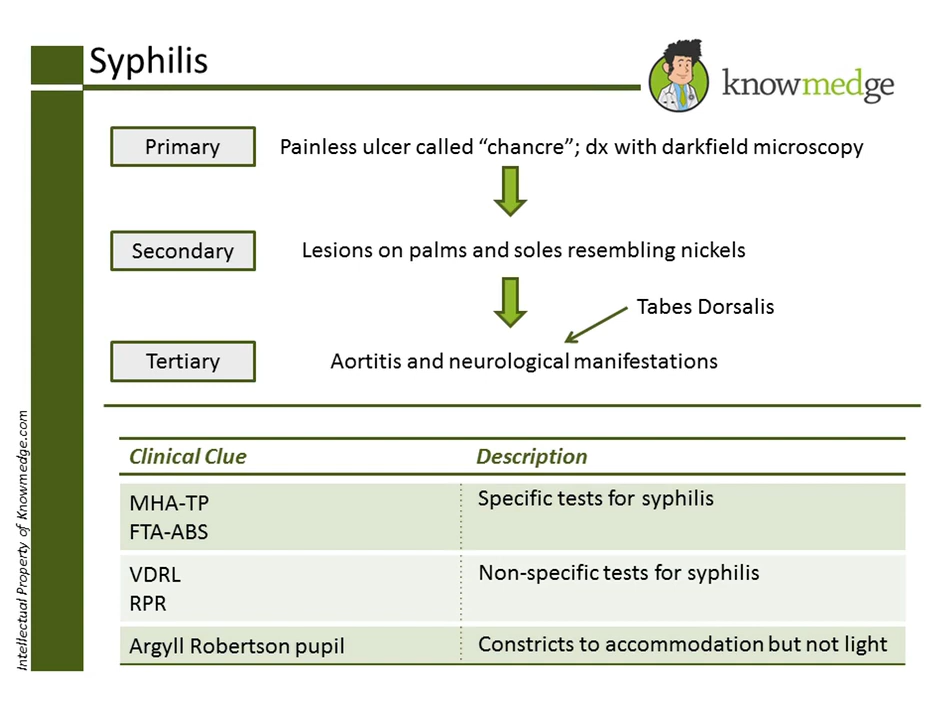 Syphilis
knowmedge
Primary
Painless ulcer called “chancre”; dx with darkfield microscopy
Secondary
Lesions on palms and soles resembling nickels
Tabes Dorsalis
Tertiary
Aortitis and neurological manifestations
Clinical Clue
Description
MHA-TP
FTA-ABS
Specific tests for syphilis
VDRL
RPR
Non-specific tests for syphilis
Argyll Robertson pupil
Constricts to accommodation but not light
Intellectual Property of Knowmedge.com